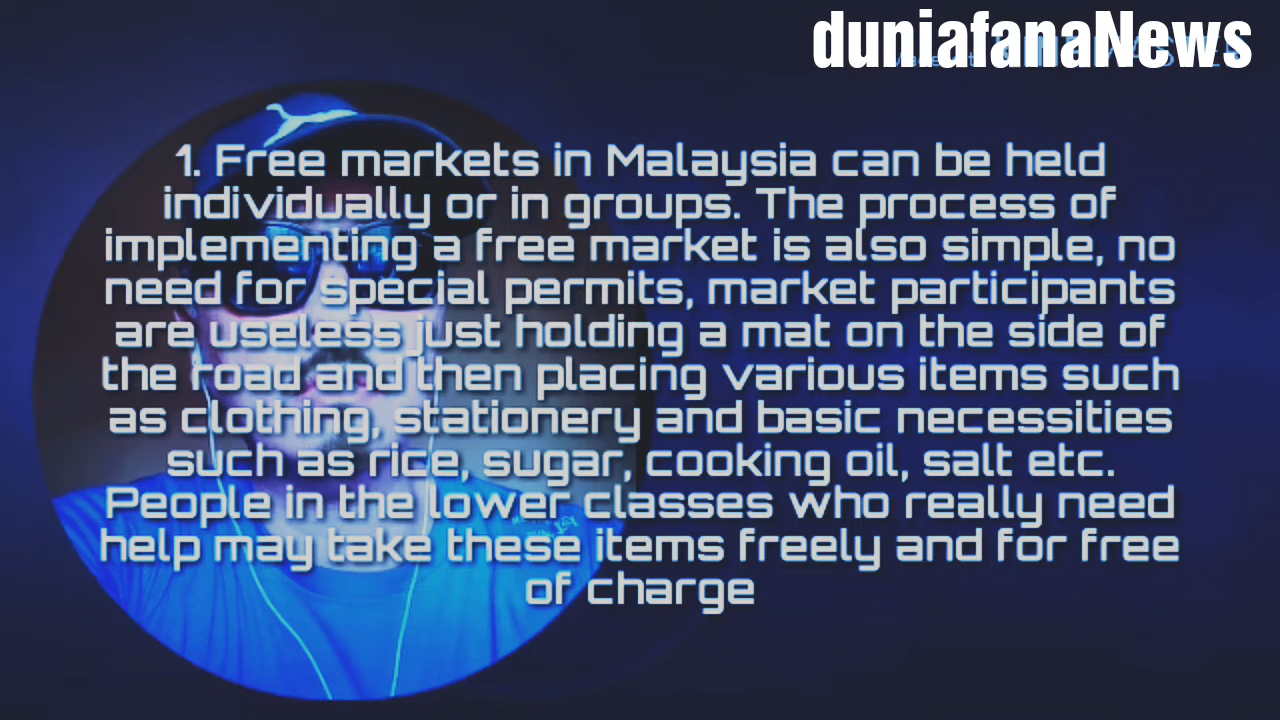 duniafanaNews
1. Free markets in Malaysia can be held
individually or in groups. The process of
implementing a free market is also simple, no
need for special permits, market participants
are useless just holding a mat on the side of
the road and then placing various items such
as clothing, stationery and basic necessities
such as rice, sugar, cooking oil, salt etc.
People in the lower classes who really need
help may take these items freely and for free
of charge